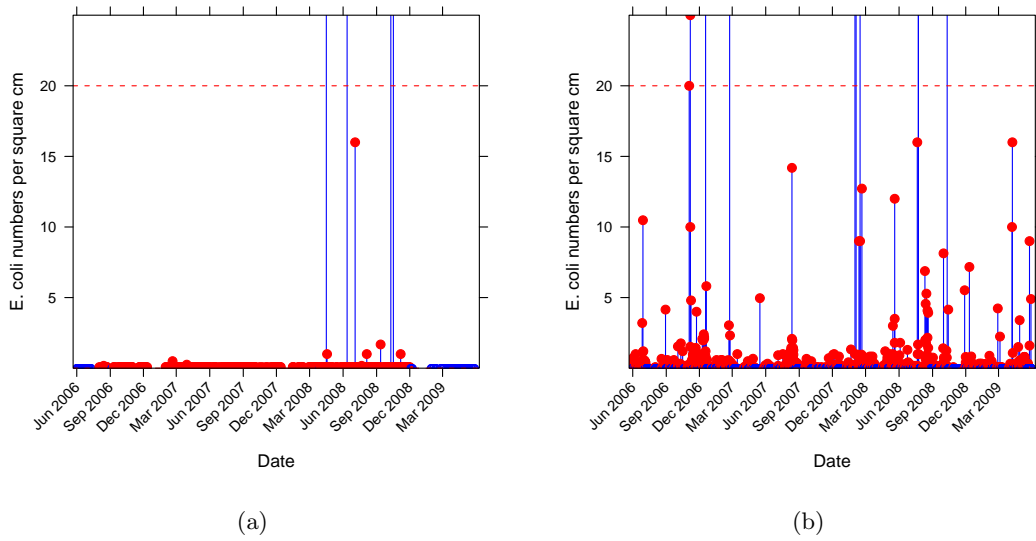 E. coli numbers per square cm
20
15
10
5
Jun 2006
Sep 2006
Dec 2006
Mar 2007
Jun 2007
Sep 2007
Dec 2007
Mar 2008
Jun 2008
Sep 2008
Dec 2008
Mar 2009
Date
(a)
E. coli numbers per square cm
20
15
10
5
Jun 2006
Sep 2006
Dec 2006
Mar 2007
Jun 2007
Sep 2007
Dec 2007
Mar 2008
Jun 2008
Sep 2008
Dec 2008
Mar 2009
Date
(b)